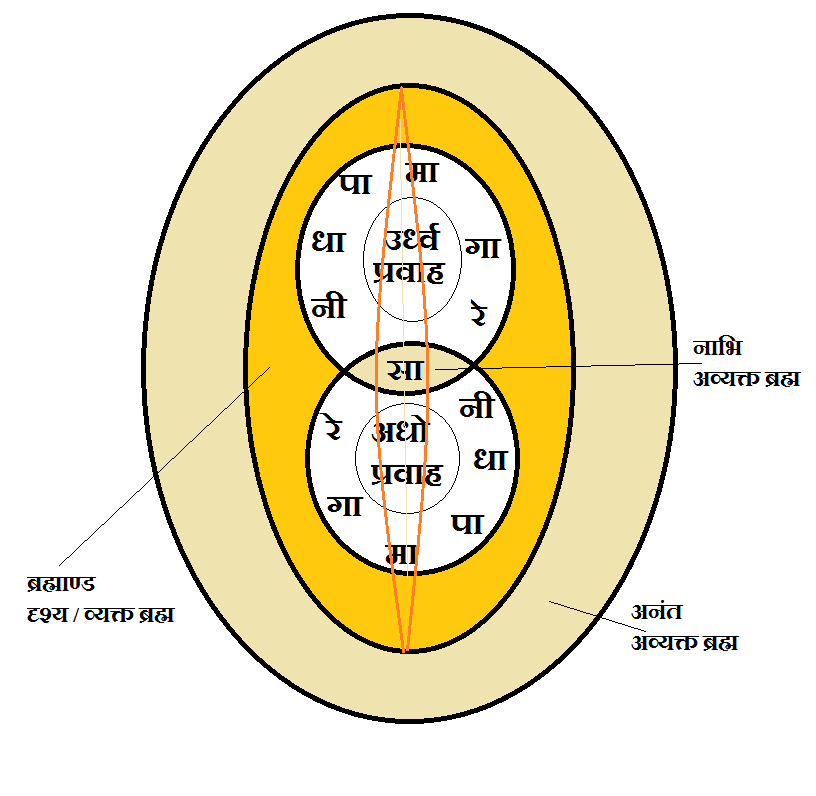 मा
पा
धा
गा
उर्ध्व
प्रवाह
नी
रे
सा
नाभि
अव्यक्त ब्रह्म
रे
नी
अधो
प्रवाह
धा
गा
पा
मा
ब्रह्माण्ड
दृश्य / व्यक्त ब्रह्म
अनंत
अव्यक्त ब्रह्म